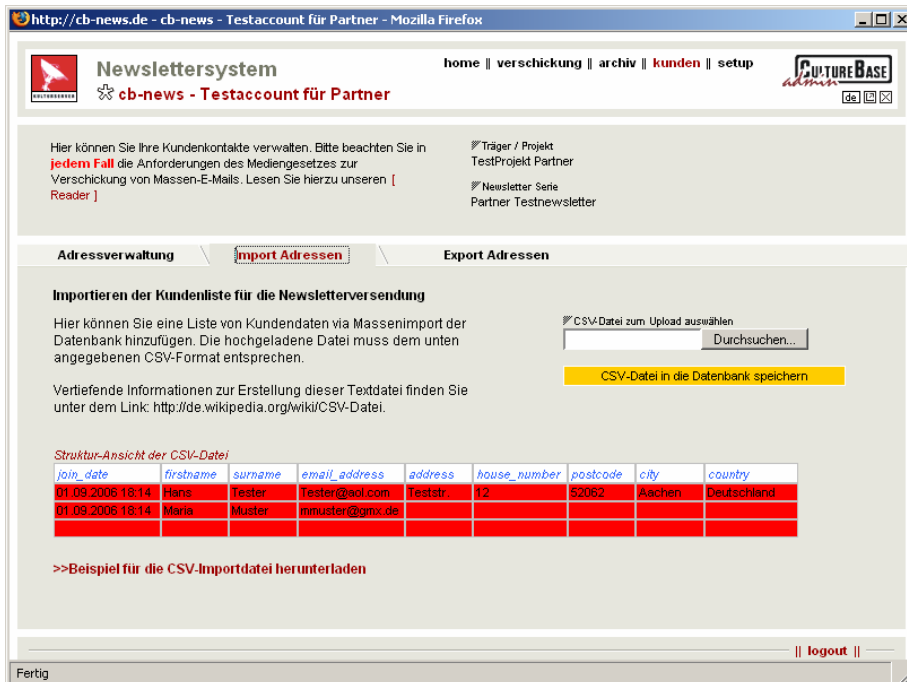 http://cb-news.de - cb-news - Testaccount für Partner - Mozilla Firefox
KULTURSERVER
Newslettersystem
cb-news - Testaccount für Partner
home || verschickung || archiv || kunden || setup
CULTUREBASE
admin
de
Hier können Sie Ihre Kundenkontakte verwalten. Bitte beachten Sie in
jedem Fall die Anforderungen des Mediengesetzes zur
Verschickung von Massen-E-Mails. Lesen Sie hierzu unseren [
Reader ]
Träger / Projekt
TestProjekt Partner
Newsletter Serie
Partner Testnewsletter
Adressverwaltung
Import Adressen
Export Adressen
Importieren der Kundenliste für die Newsletterversendung
Hier können Sie eine Liste von Kundendaten via Massenimport der
Datenbank hinzufügen. Die hochgeladene Datei muss dem unten
angegebenen CSV-Format entsprechen.
Vertiefende Informationen zur Erstellung dieser Textdatei finden Sie
unter dem Link: http://de.wikipedia.org/wiki/CSV-Datei.
CSV-Datei zum Upload auswählen
Durchsuchen...
CSV-Datei in die Datenbank speichern
Struktur-Ansicht der CSV-Datei
join_date firstname surname email_address address house_number postcode city country
01.09.2006 18:14 Hans Tester Tester@aol.com Teststr. 12 52062 Aachen Deutschland
01.09.2006 18:14 Maria Muster mmuster@gmx.de
>>Beispiel für die CSV-Importdatei herunterladen
|| logout ||
Fertig